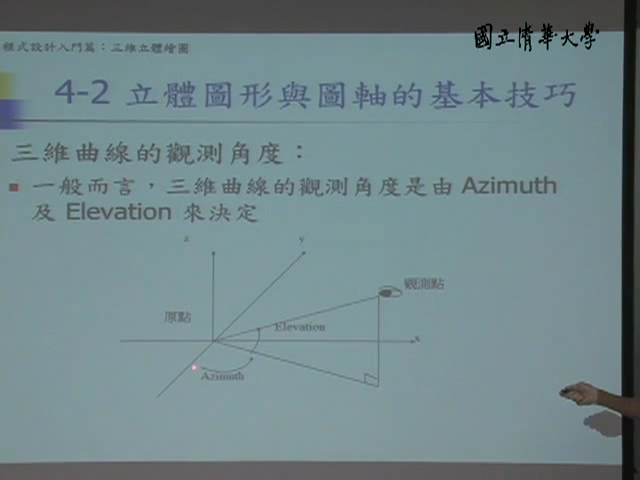 國立清華大學
程式設計入門篇：三維立體繪圖
4-2 立體圖形與圖軸的基本技巧
三維曲線的觀測角度：
一般而言，三維曲線的觀測角度是由 Azimuth
及 Elevation 來決定
z
y
觀測點
原點
Elevation
x
Azimuth